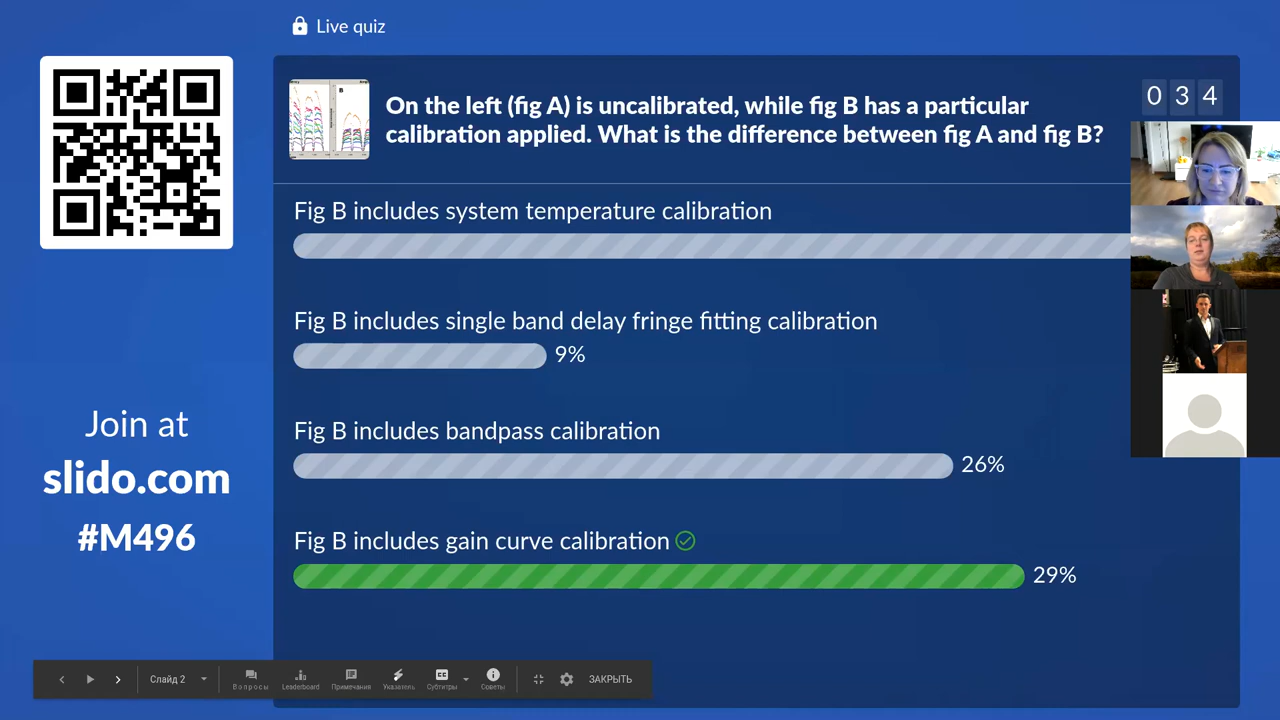 Live quiz
On the left (fig A) is uncalibrated, while fig B has a particular
calibration applied. What is the difference between fig A and fig B?
0 3 4
Fig B includes system temperature calibration
Fig B includes single band delay fringe fitting calibration
9%
Fig B includes bandpass calibration
26%
Fig B includes gain curve calibration
29%
Join at
slido.com
#M496
Слайд 2
Вопросы
Leaderboard
Примечания
Указатель
Субтитры
Советы
ЗАКРЫТЬ